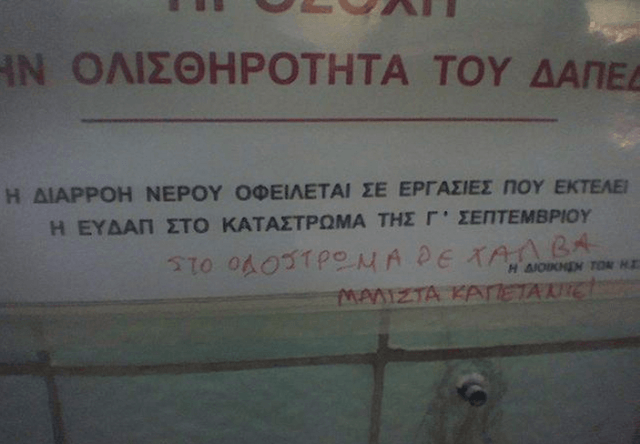 ΠΡΟΣΟΧΗ
ΗΝ ΟΛΙΣΘΗΡΟΤΗΤΑ ΤΟΥ ΔΑΠΕΔ
Η ΔΙΑΡΡΟΗ ΝΕΡΟΥ ΟΦΕΙΛΕΤΑΙ ΣΕ ΕΡΓΑΣΙΕΣ ΠΟΥ ΕΚΤΕΛΕΙ
Η ΕΥΔΑΠ ΣΤΟ ΚΑΤΑΣΤΡΩΜΑ ΤΗΣ Γ' ΣΕΠΤΕΜΒΡΙΟΥ
ΣΤΟ ΟΔΟΣΤΡΩΜΑ ΡΕ ΧΑΛΒΑ
Η ΔΙΟΙΚΗΣΗ ΤΩΝ Η.Σ
ΜΑΛΙΣΤΑ ΚΑΠΕΤΑΝΙΕ!